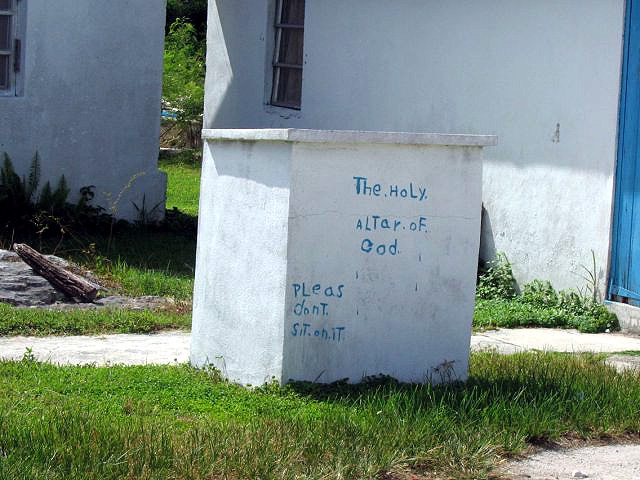 The.HoLy.
ALTar.oF.
God.
PLeas
donT.
SiT.on.iT.